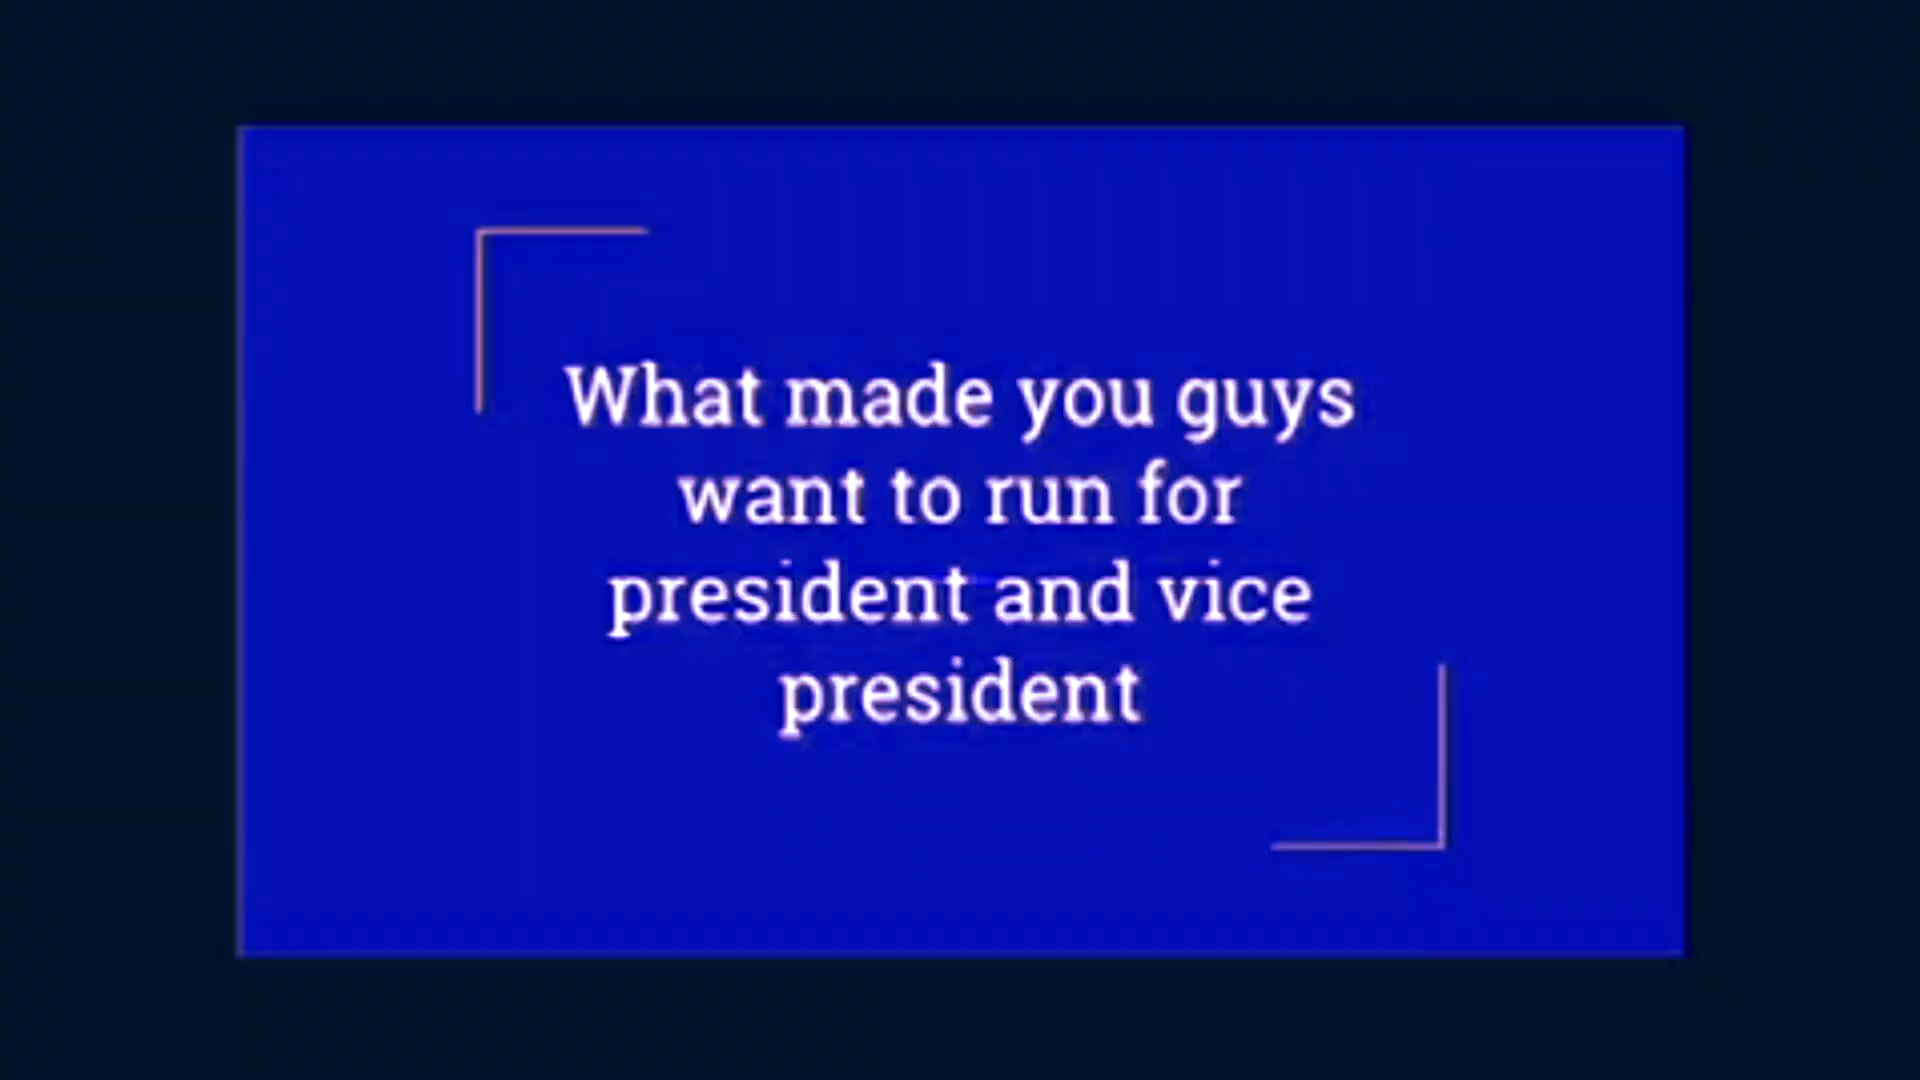 What made you guys
want to run for
president and vice
president